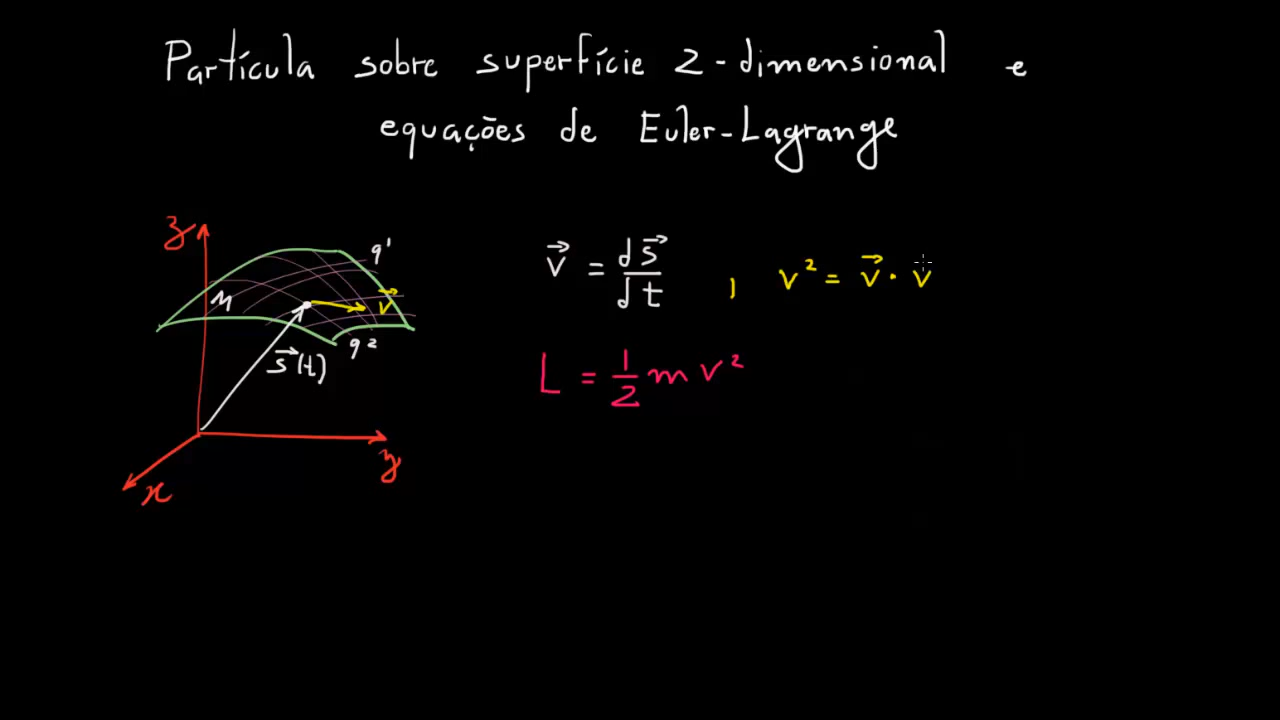 Partícula sobre superfície 2-dimensional e
equações de Euler-Lagrange
z
q¹
M
v⃗
s⃗(t)
q²
y
x
v⃗ = ds⃗/dt , v² = v⃗ · v
L = 1/2 m v²